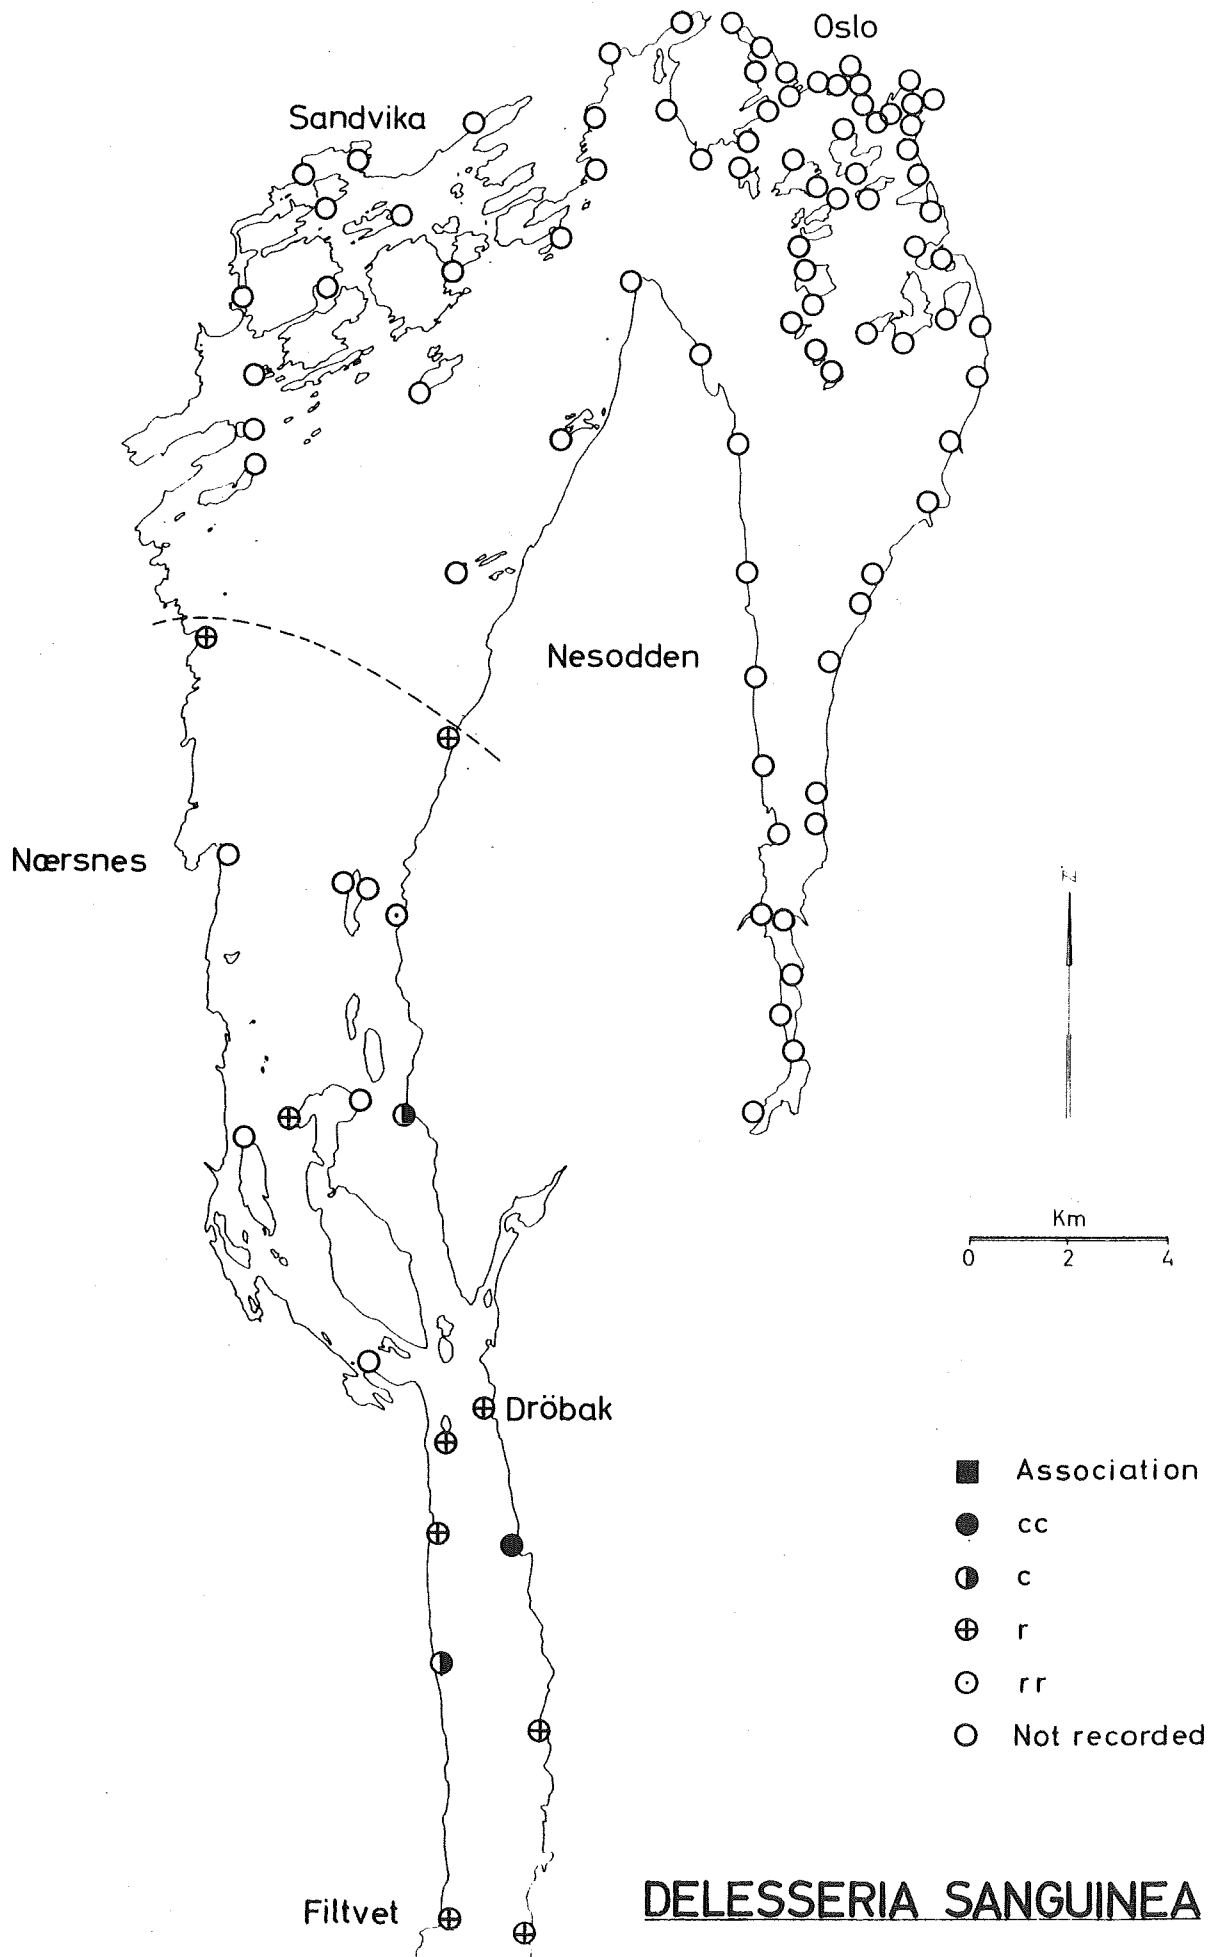 Oslo
Sandvika
Nesodden
Nærsnes
N
Km
0 2 4
Dröbak
Association
cc
c
r
rr
Not recorded
Filtvet
DELESSERIA SANGUINEA